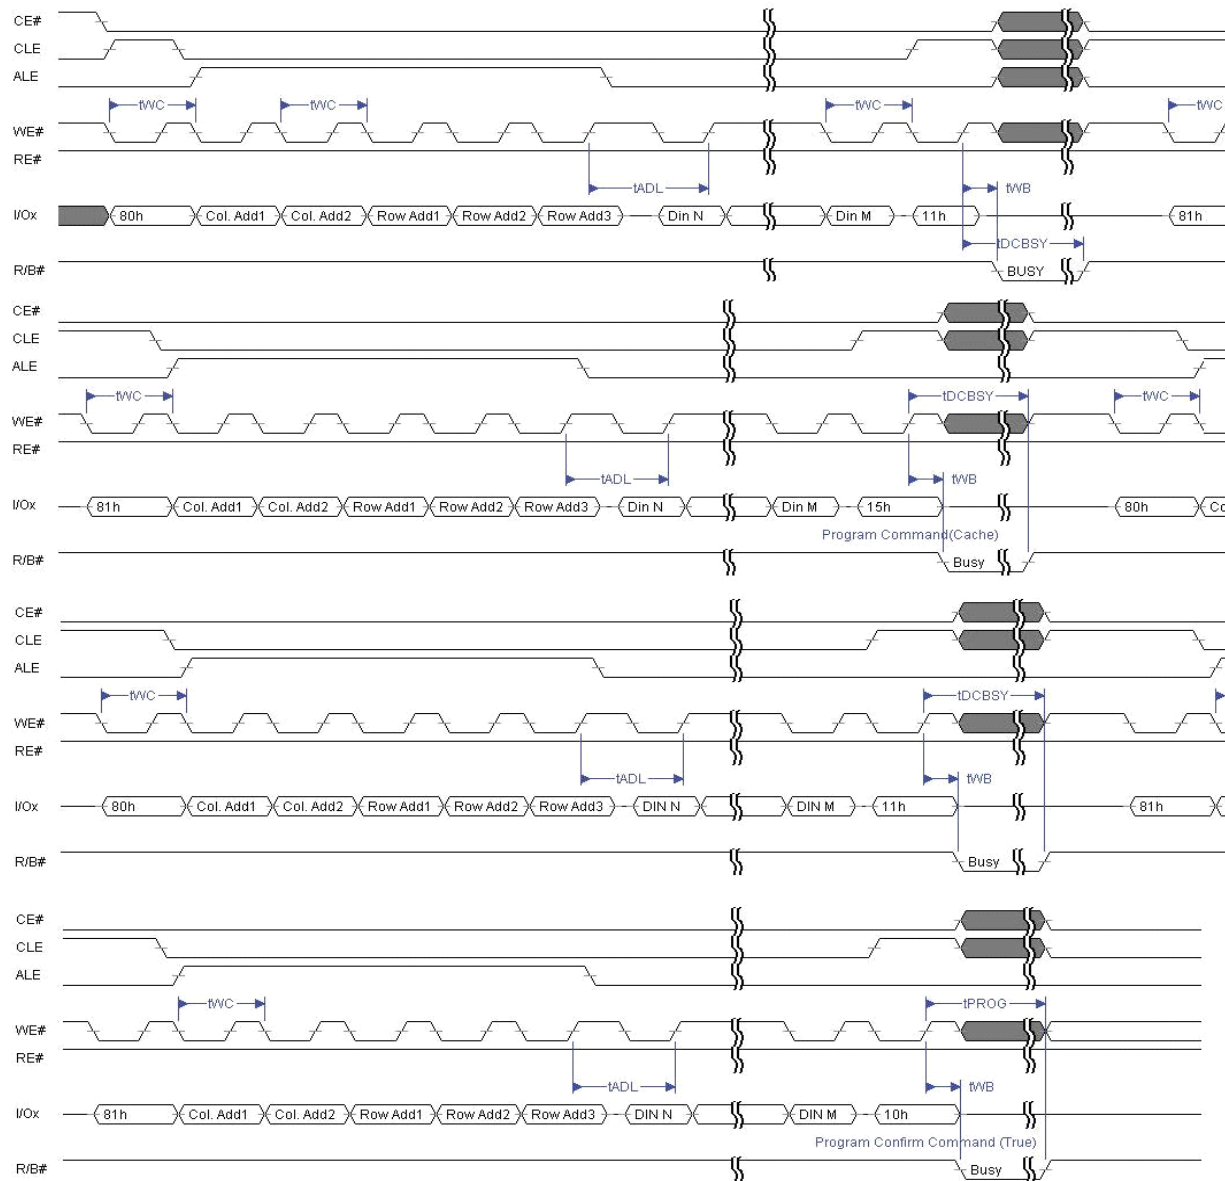 CE#
CLE
ALE
tWC tWC tWC tWC
WE#
RE#
tADL tWB
I/Ox 80h Col. Add1 Col. Add2 Row Add1 Row Add2 Row Add3 Din N Din M 11h 81h
tDCBSY
R/B# BUSY
CE#
CLE
ALE
tWC tDCBSY tWC
WE#
RE#
tADL tWB
I/Ox 81h Col. Add1 Col. Add2 Row Add1 Row Add2 Row Add3 Din N Din M 15h 80h Co
Program Command(Cache)
R/B# Busy
CE#
CLE
ALE
tWC tDCBSY
WE#
RE#
tADL tWB
I/Ox 80h Col. Add1 Col. Add2 Row Add1 Row Add2 Row Add3 DIN N DIN M 11h 81h
R/B# Busy
CE#
CLE
ALE
tWC tPROG
WE#
RE#
tADL tWB
I/Ox 81h Col. Add1 Col. Add2 Row Add1 Row Add2 Row Add3 DIN N DIN M 10h
Program Confirm Command (True)
R/B# Busy